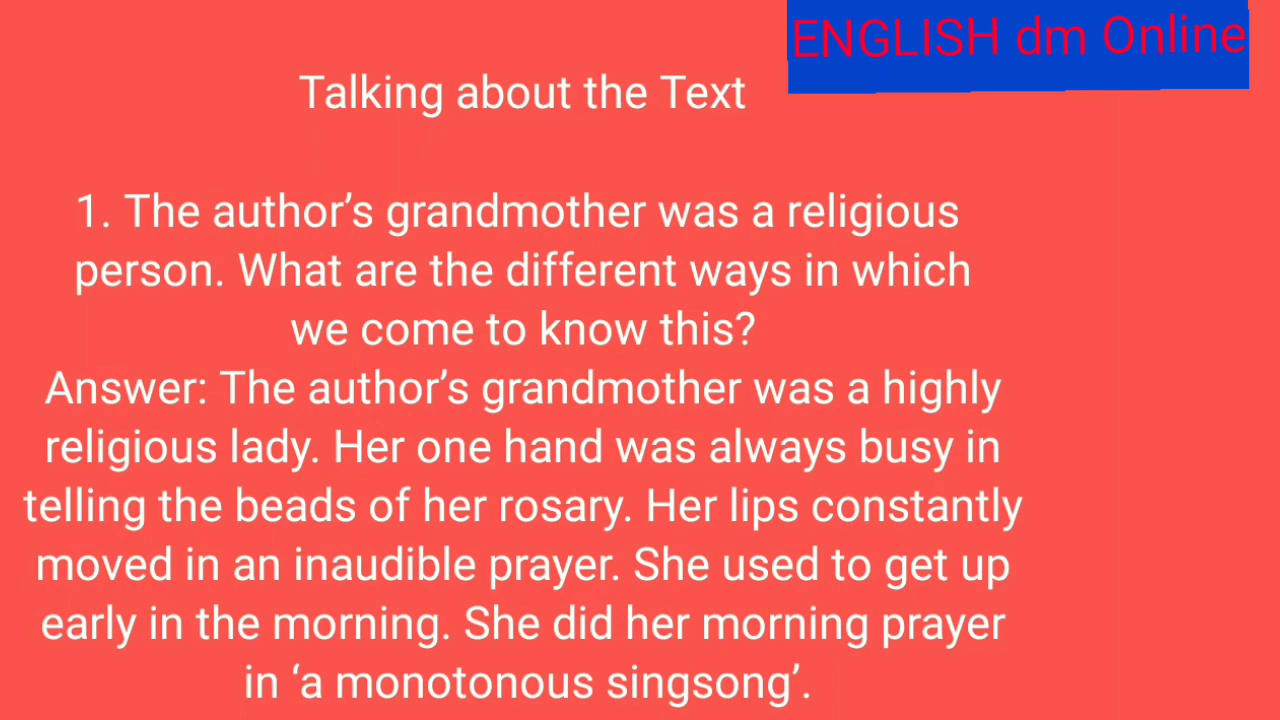 ENGLISH dm Online
Talking about the Text
1. The author’s grandmother was a religious
person. What are the different ways in which
we come to know this?
Answer: The author’s grandmother was a highly
religious lady. Her one hand was always busy in
telling the beads of her rosary. Her lips constantly
moved in an inaudible prayer. She used to get up
early in the morning. She did her morning prayer
in ‘a monotonous singsong’.